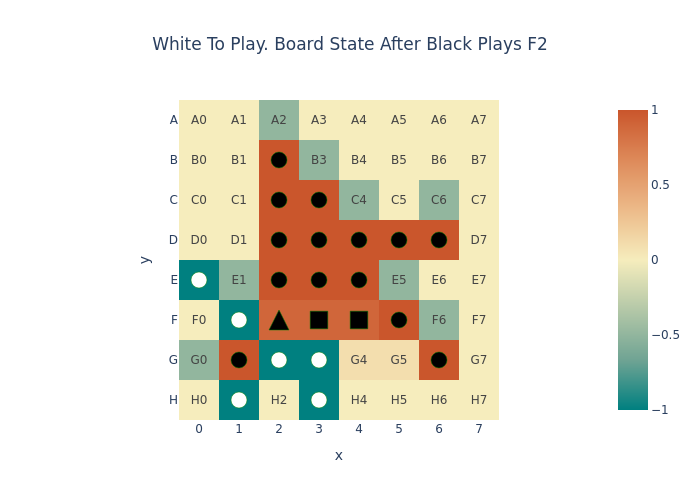 White To Play. Board State After Black Plays F2
A A0 A1 A2 A3 A4 A5 A6 A7
B B0 B1 B3 B4 B5 B6 B7
C C0 C1 C4 C5 C6 C7
D D0 D1 D7
E E1 E5 E6 E7
F F0 F6 F7
G G0 G4 G5 G7
H H0 H2 H4 H5 H6 H7
0 1 2 3 4 5 6 7
x
y
1
0.5
0
−0.5
−1